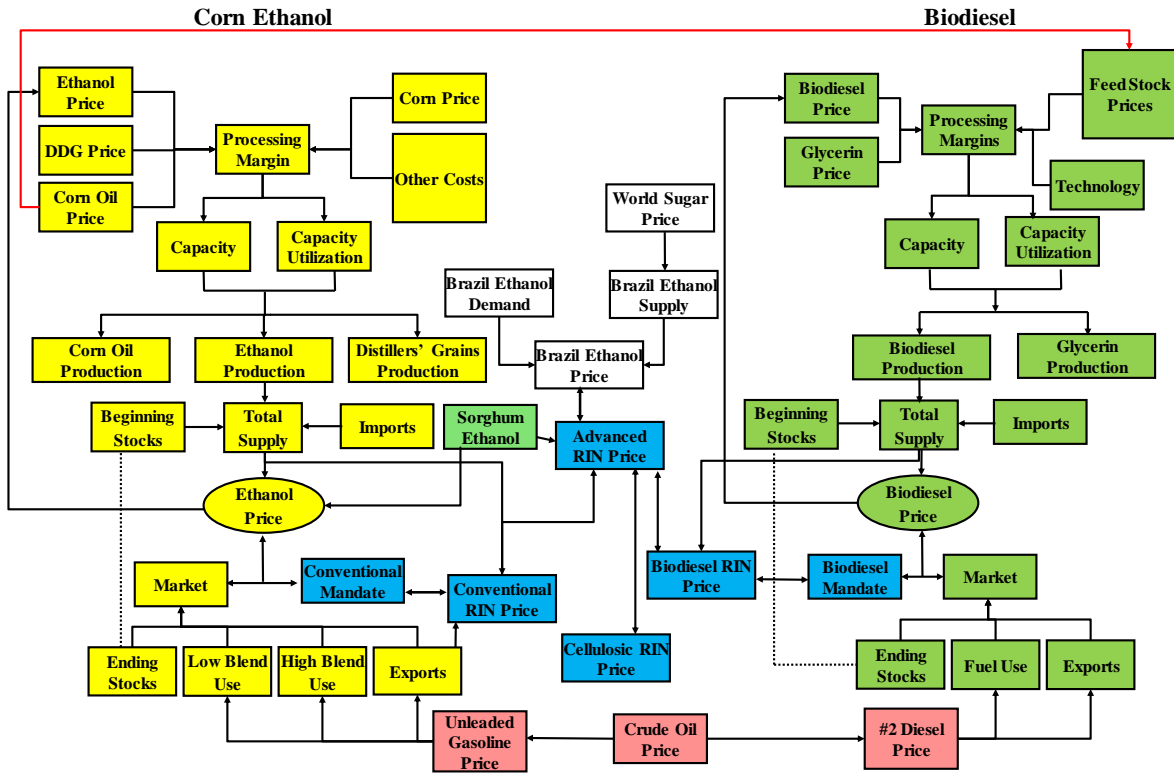 Corn Ethanol
Biodiesel
Ethanol
Price
DDG Price
Corn Oil
Price
Processing
Margin
Corn Price
Other Costs
Capacity
Capacity
Utilization
Corn Oil
Production
Ethanol
Production
Distillers' Grains
Production
Beginning
Stocks
Total
Supply
Imports
Ethanol
Price
Market
Conventional
Mandate
Conventional
RIN Price
Ending
Stocks
Low Blend
Use
High Blend
Use
Exports
Unleaded
Gasoline
Price
Crude Oil
Price
#2 Diesel
Price
World Sugar
Price
Brazil Ethanol
Demand
Brazil Ethanol
Supply
Brazil Ethanol
Price
Sorghum
Ethanol
Advanced
RIN Price
Biodiesel RIN
Price
Cellulosic RIN
Price
Biodiesel
Price
Glycerin
Price
Processing
Margins
Feed Stock
Prices
Technology
Capacity
Capacity
Utilization
Biodiesel
Production
Glycerin
Production
Beginning
Stocks
Total
Supply
Imports
Biodiesel
Price
Biodiesel
Mandate
Market
Ending
Stocks
Fuel Use
Exports